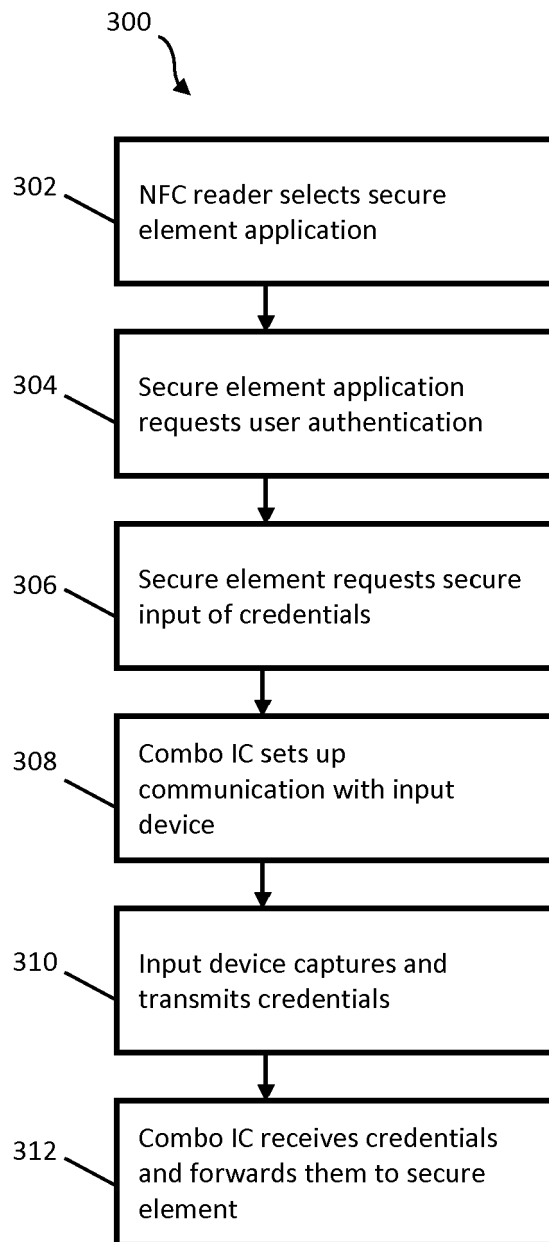 300
302
NFC reader selects secure
element application
304
Secure element application
requests user authentication
306
Secure element requests secure
input of credentials
308
Combo IC sets up
communication with input
device
310
Input device captures and
transmits credentials
312
Combo IC receives credentials
and forwards them to secure
element